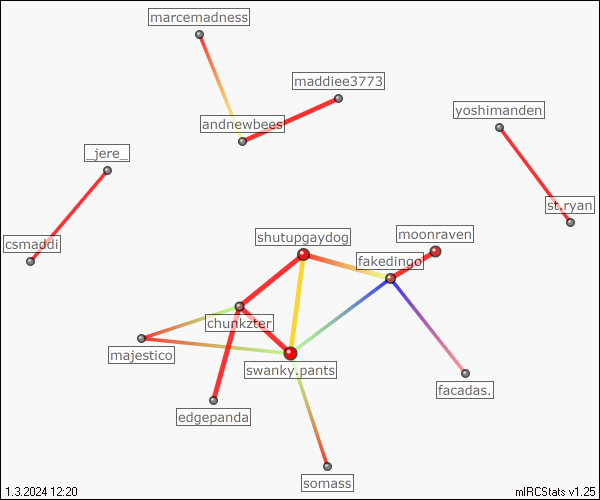 marcemadness
maddiee3773
yoshimanden
andnewbees
_jere_
st.ryan
csmaddi
shutupgaydog
moonraven
fakedingo
chunkzter
majestico
swanky.pants
facadas.
edgepanda
somass
1.3.2024 12:20
mIRCStats v1.25